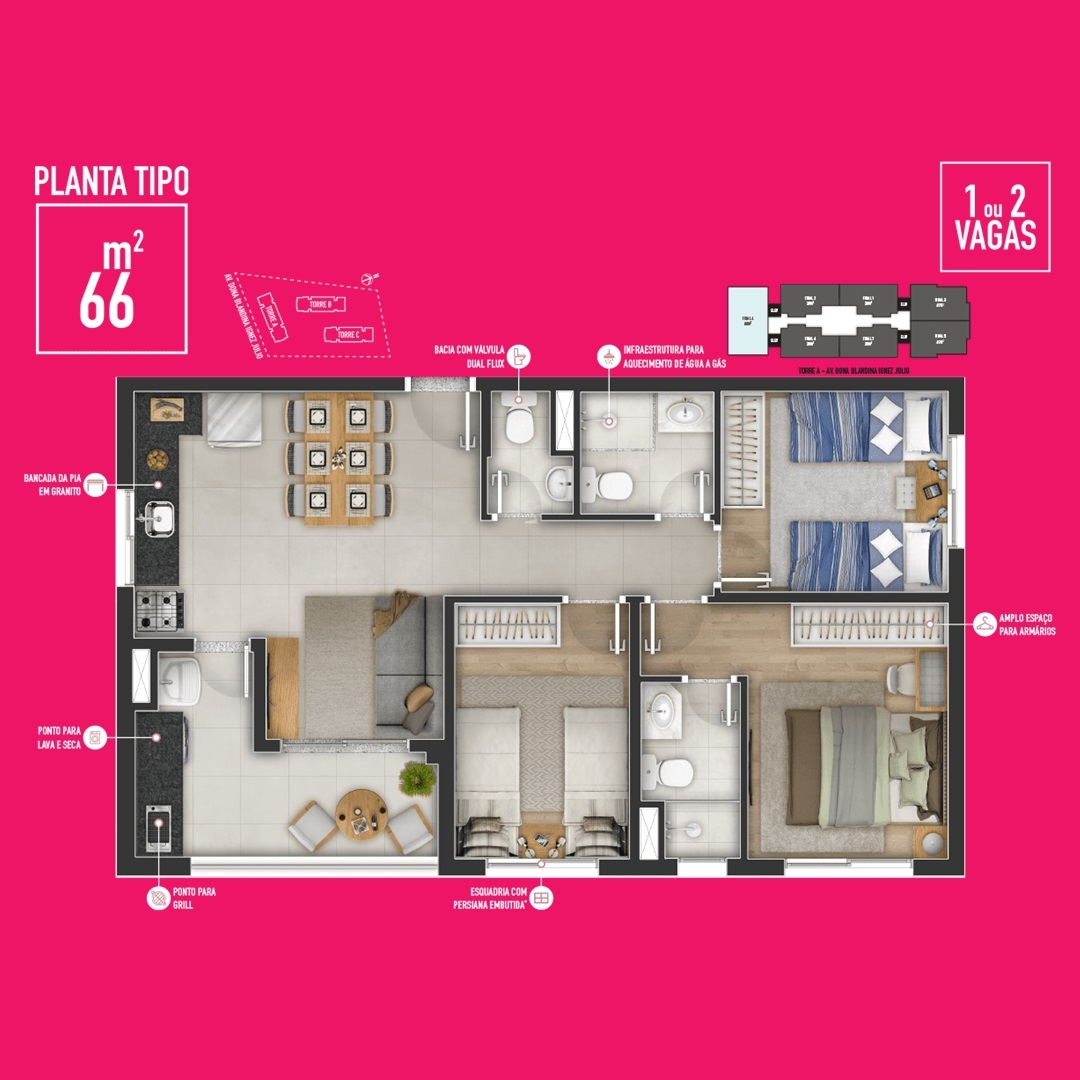 PLANTA TIPO
m²
66
1 ou 2
VAGAS
AV. DONA BLANDINA IGNEZ JULIO
TORRE A
TORRE B
TORRE C
TORRE A - AV. DONA BLANDINA IGNEZ JULIO
BACIA COM VÁLVULA
DUAL FLUX
INFRAESTRUTURA PARA
AQUECIMENTO DE ÁGUA A GÁS
BANCADA DA PIA
EM GRANITO
AMPLO ESPAÇO
PARA ARMÁRIOS
PONTO PARA
LAVA E SECA
PONTO PARA
GRILL
ESQUADRIA COM
PERSIANA EMBUTIDA*